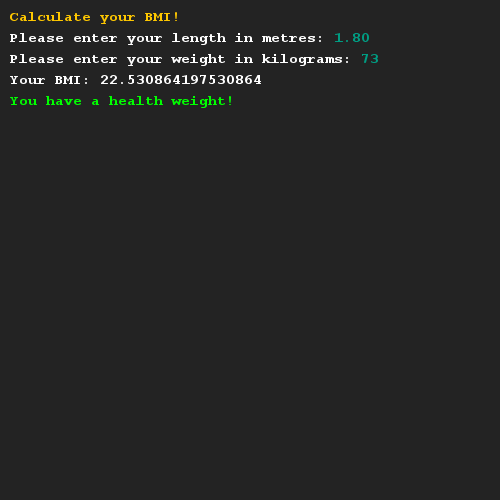 Calculate your BMI!
Please enter your length in metres: 1.80
Please enter your weight in kilograms: 73
Your BMI: 22.530864197530864
You have a health weight!